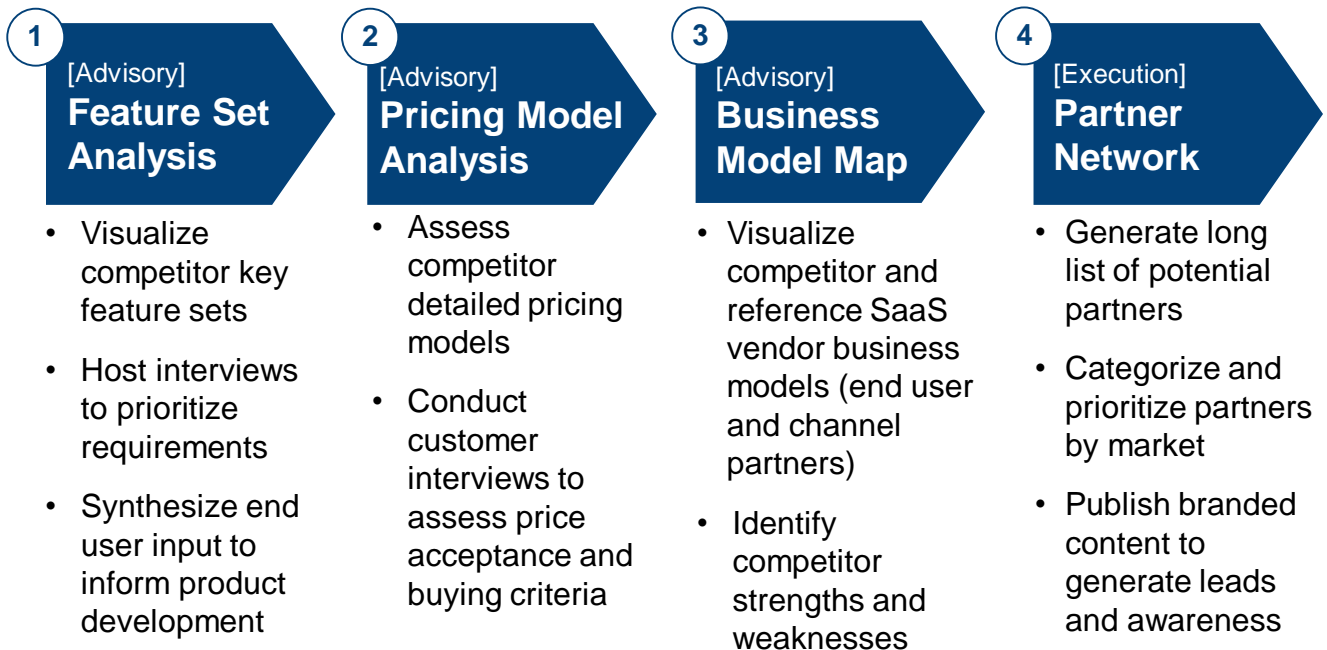 1
[Advisory]
Feature Set
Analysis
• Visualize
competitor key
feature sets
• Host interviews
to prioritize
requirements
• Synthesize end
user input to
inform product
development
2
[Advisory]
Pricing Model
Analysis
• Assess
competitor
detailed pricing
models
• Conduct
customer
interviews to
assess price
acceptance and
buying criteria
3
[Advisory]
Business
Model Map
• Visualize
competitor and
reference SaaS
vendor business
models (end user
and channel
partners)
• Identify
competitor
strengths and
weaknesses
4
[Execution]
Partner
Network
• Generate long
list of potential
partners
• Categorize and
prioritize partners
by market
• Publish branded
content to
generate leads
and awareness